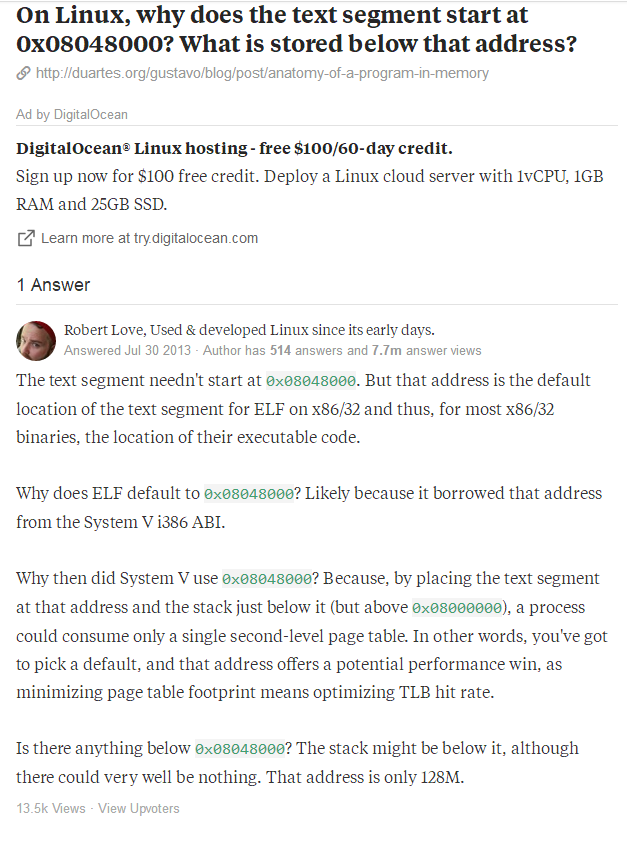 On Linux, why does the text segment start at
0x08048000? What is stored below that address?
http://duartes.org/gustavo/blog/post/anatomy-of-a-program-in-memory
Ad by DigitalOcean
DigitalOcean® Linux hosting - free $100/60-day credit.
Sign up now for $100 free credit. Deploy a Linux cloud server with 1vCPU, 1GB
RAM and 25GB SSD.
Learn more at try.digitalocean.com
1 Answer
Robert Love, Used & developed Linux since its early days.
Answered Jul 30 2013 · Author has 514 answers and 7.7m answer views
The text segment needn't start at 0x08048000. But that address is the default
location of the text segment for ELF on x86/32 and thus, for most x86/32
binaries, the location of their executable code.
Why does ELF default to 0x08048000? Likely because it borrowed that address
from the System V i386 ABI.
Why then did System V use 0x08048000? Because, by placing the text segment
at that address and the stack just below it (but above 0x08000000), a process
could consume only a single second-level page table. In other words, you've got
to pick a default, and that address offers a potential performance win, as
minimizing page table footprint means optimizing TLB hit rate.
Is there anything below 0x08048000? The stack might be below it, although
there could very well be nothing. That address is only 128M.
13.5k Views · View Upvoters